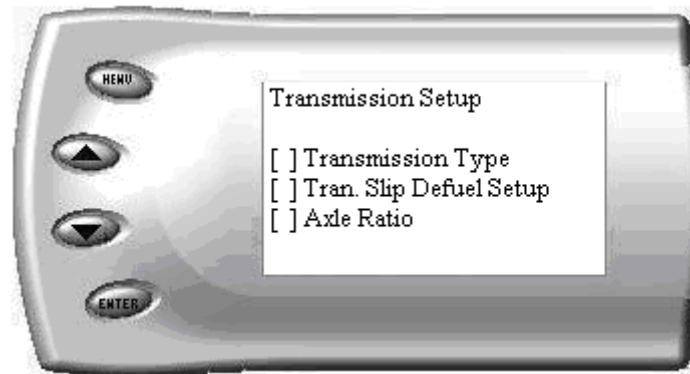 MENU
Transmission Setup
[ ] Transmission Type
[ ] Tran. Slip Defuel Setup
[ ] Axle Ratio
ENTER